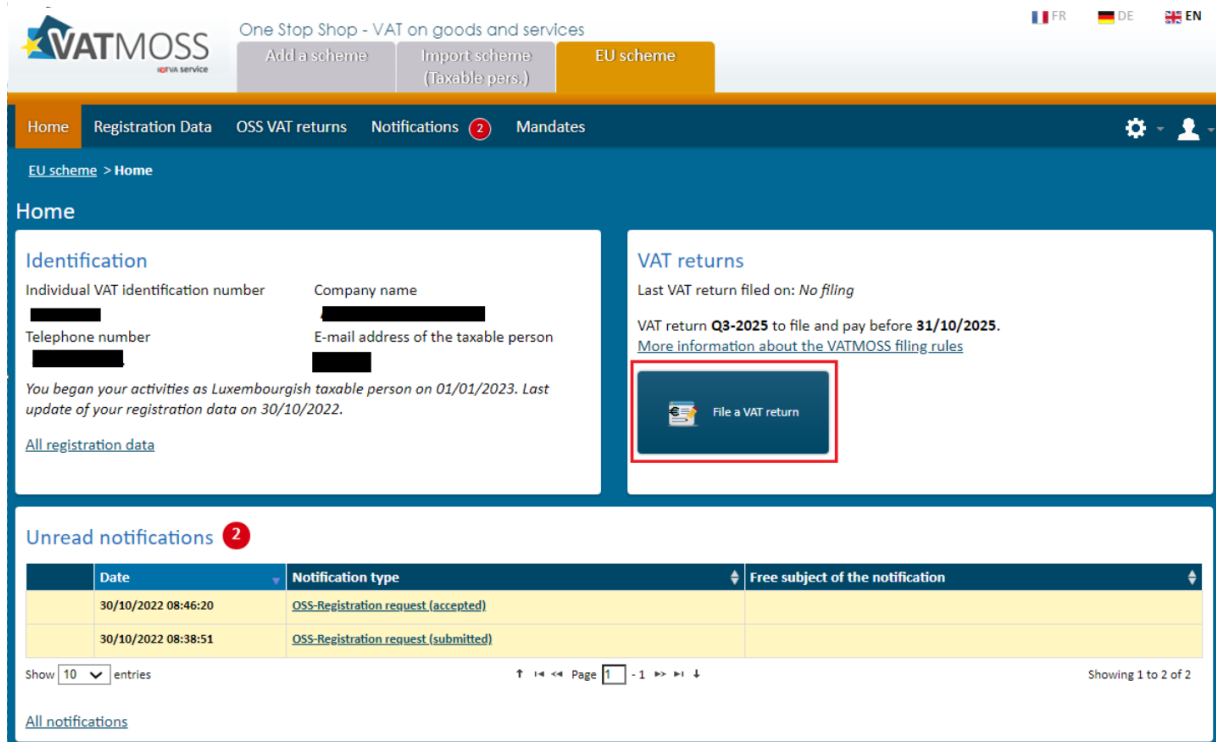 FR DE EN
VATMOSS
One Stop Shop - VAT on goods and services
Add a scheme
Import scheme
(Taxable pers.)
EU scheme
Home Registration Data OSS VAT returns Notifications 2 Mandates
EU scheme > Home
Home
Identification
Individual VAT identification number Company name
Telephone number E-mail address of the taxable person
You began your activities as Luxembourgish taxable person on 01/01/2023. Last
update of your registration data on 30/10/2022.
All registration data
VAT returns
Last VAT return filed on: No filing
VAT return Q3-2025 to file and pay before 31/10/2025.
More information about the VATMOSS filing rules
File a VAT return
Unread notifications 2
Date Notification type Free subject of the notification
30/10/2022 08:46:20 OSS-Registration request (accepted)
30/10/2022 08:38:51 OSS-Registration request (submitted)
Show 10 entries Page 1 - 1 Showing 1 to 2 of 2
All notifications